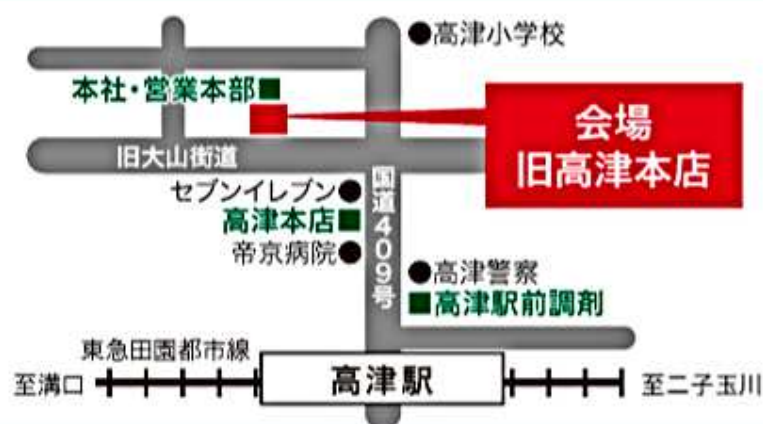 ●高津小学校
本社・営業本部■
会場
旧高津本店
旧大山街道
セブンイレブン●
高津本店■
帝京病院●
国道409号
●高津警察
■高津駅前調剤
東急田園都市線
至溝口
高津駅
至二子玉川